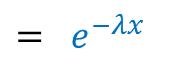 = e^{-λx}